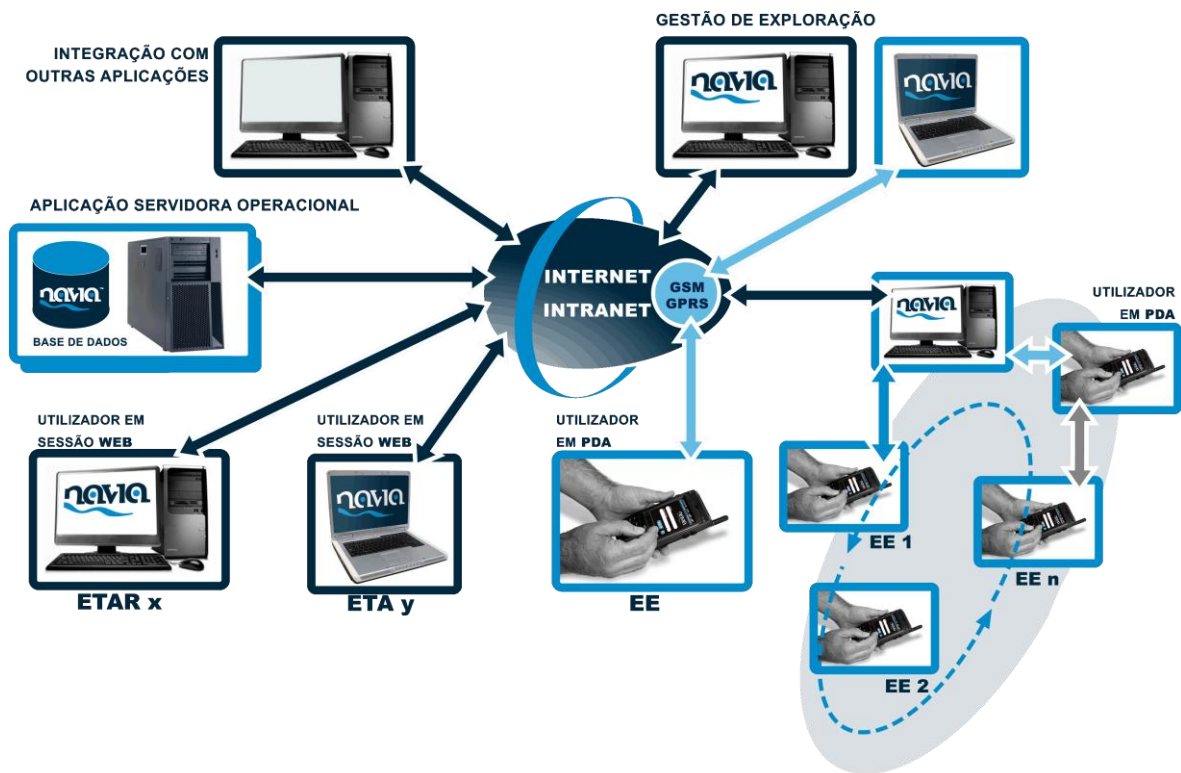 GESTÃO DE EXPLORAÇÃO
INTEGRAÇÃO COM
OUTRAS APLICAÇÕES
navia
navia
APLICAÇÃO SERVIDORA OPERACIONAL
navia™
BASE DE DADOS
INTERNET
INTRANET
GSM
GPRS
navia
UTILIZADOR
EM PDA
UTILIZADOR EM
SESSÃO WEB
navia
ETAR x
UTILIZADOR EM
SESSÃO WEB
navia
ETA y
UTILIZADOR
EM PDA
EE
EE 1
EE n
EE 2